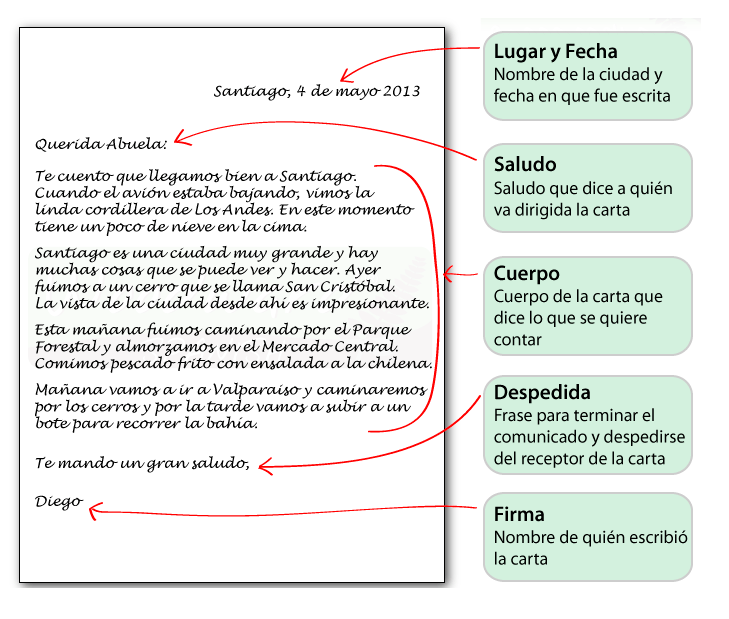 Santiago, 4 de mayo 2013
Querida Abuela:
Te cuento que llegamos bien a Santiago.
Cuando el avión estaba bajando, vimos la
linda cordillera de Los Andes. En este momento
tiene un poco de nieve en la cima.
Santiago es una ciudad muy grande y hay
muchas cosas que se puede ver y hacer. Ayer
fuimos a un cerro que se llama San Cristóbal.
La vista de la ciudad desde ahí es impresionante.
Esta mañana fuimos caminando por el Parque
Forestal y almorzamos en el Mercado Central.
Comimos pescado frito con ensalada a la chilena.
Mañana vamos a ir a Valparaíso y caminaremos
por los cerros y por la tarde vamos a subir a un
bote para recorrer la bahía.
Te mando un gran saludo,
Diego
Lugar y Fecha
Nombre de la ciudad y
fecha en que fue escrita
Saludo
Saludo que dice a quién
va dirigida la carta
Cuerpo
Cuerpo de la carta que
dice lo que se quiere
contar
Despedida
Frase para terminar el
comunicado y despedirse
del receptor de la carta
Firma
Nombre de quién escribió
la carta